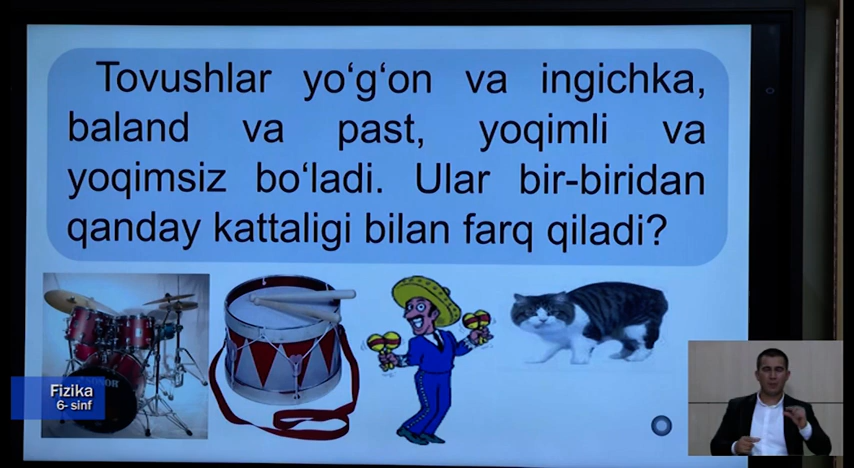 Tovushlar yo‘g‘on va ingichka,
baland va past, yoqimli va
yoqimsiz bo‘ladi. Ular bir-biridan
qanday kattaligi bilan farq qiladi?
SONOR
Fizika
6- sinf